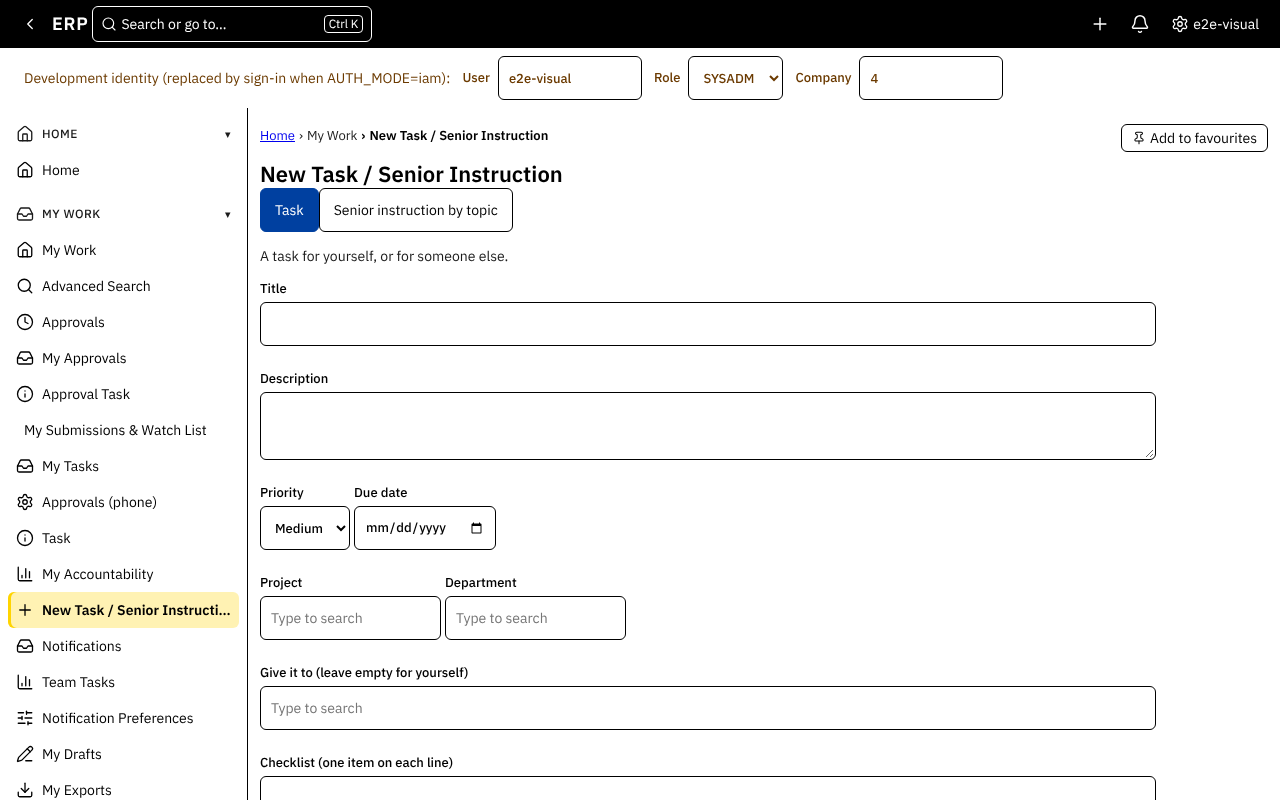 ERP
Search or go to...
Ctrl K
e2e-visual
Development identity (replaced by sign-in when AUTH_MODE=iam):
User
e2e-visual
Role
SYSADM
Company
4
HOME
Home
MY WORK
My Work
Advanced Search
Approvals
My Approvals
Approval Task
My Submissions & Watch List
My Tasks
Approvals (phone)
Task
My Accountability
New Task / Senior Instructi...
Notifications
Team Tasks
Notification Preferences
My Drafts
My Exports
Home › My Work › New Task / Senior Instruction
Add to favourites
New Task / Senior Instruction
Task
Senior instruction by topic
A task for yourself, or for someone else.
Title
Description
Priority
Due date
Medium
mm/dd/yyyy
Project
Department
Type to search
Type to search
Give it to (leave empty for yourself)
Type to search
Checklist (one item on each line)